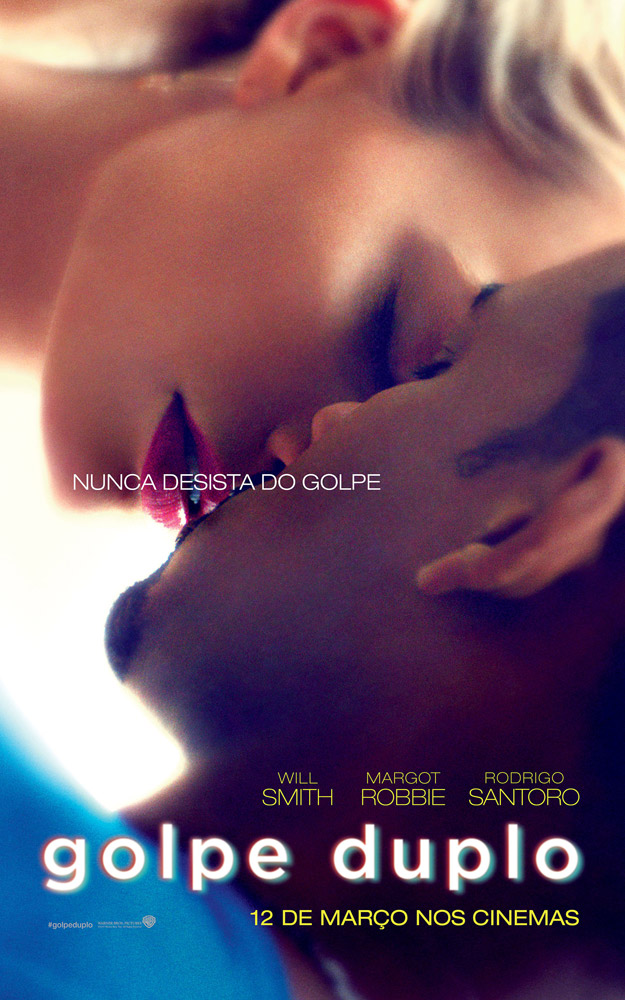 NUNCA DESISTA DO GOLPE
WILL SMITH
MARGOT ROBBIE
RODRIGO SANTORO
golpe duplo
12 DE MARÇO NOS CINEMAS
#golpeduplo